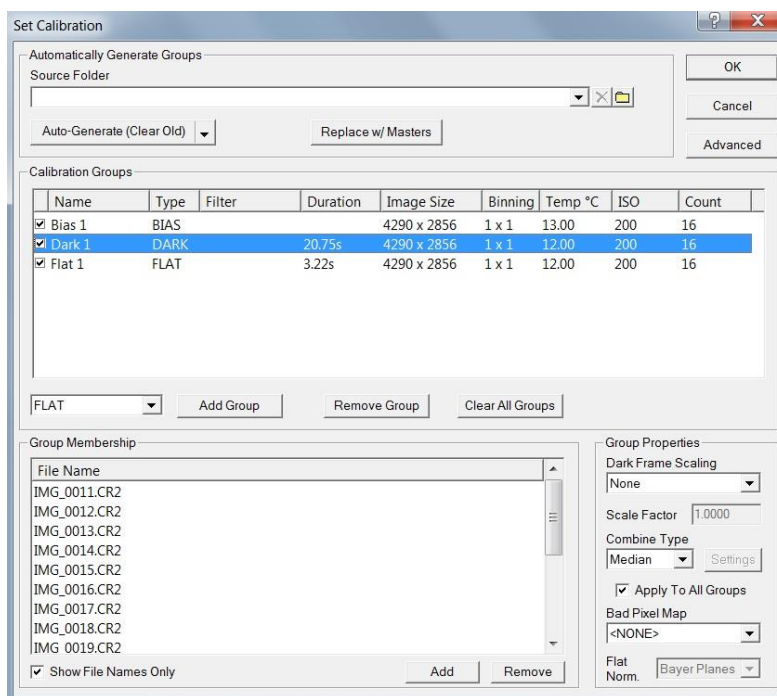 Set Calibration
?
X
Automatically Generate Groups
Source Folder
OK
Cancel
Auto-Generate (Clear Old)
Replace w/ Masters
Advanced
Calibration Groups
Name Type Filter Duration Image Size Binning Temp °C ISO Count
Bias 1 BIAS 4290 x 2856 1 x 1 13.00 200 16
Dark 1 DARK 20.75s 4290 x 2856 1 x 1 12.00 200 16
Flat 1 FLAT 3.22s 4290 x 2856 1 x 1 12.00 200 16
FLAT
Add Group
Remove Group
Clear All Groups
Group Membership
File Name
IMG_0011.CR2
IMG_0012.CR2
IMG_0013.CR2
IMG_0014.CR2
IMG_0015.CR2
IMG_0016.CR2
IMG_0017.CR2
IMG_0018.CR2
IMG_0019.CR2
Show File Names Only
Add
Remove
Group Properties
Dark Frame Scaling
None
Scale Factor 1.0000
Combine Type
Median
Settings
Apply To All Groups
Bad Pixel Map
<NONE>
Flat
Norm.
Bayer Planes